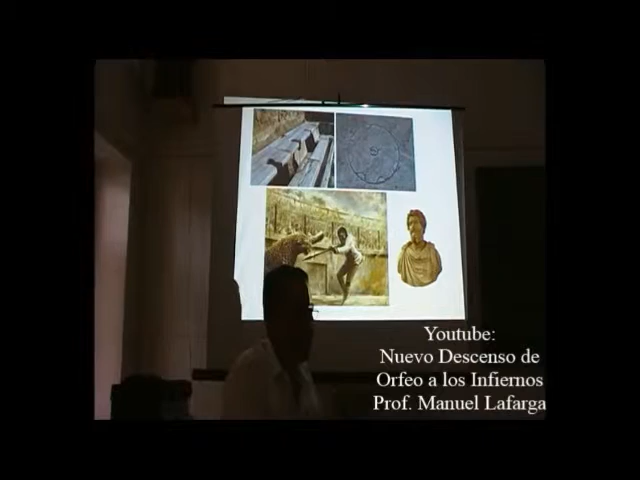 Youtube:
Nuevo Descenso de
Orfeo a los Infiernos
Prof. Manuel Lafarga